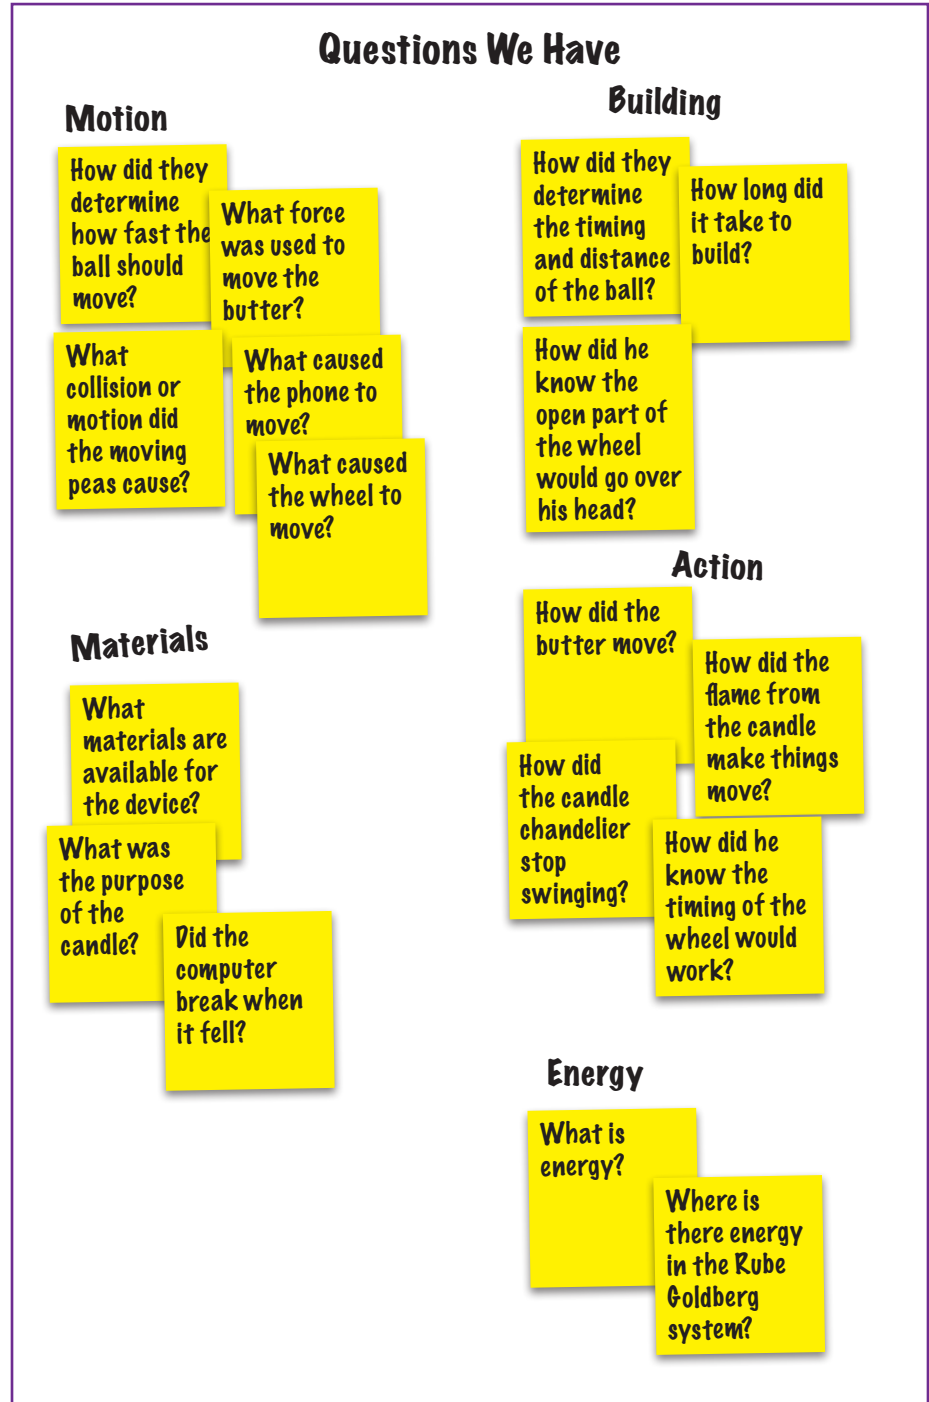 Questions We Have
Motion
How did they
determine
how fast the
ball should
move?
What force
was used to
move the
butter?
What
collision or
motion did
the moving
peas cause?
What caused
the phone to
move?
What caused
the wheel to
move?
Materials
What
materials are
available for
the device?
What was
the purpose
of the
candle?
Did the
computer
break when
it fell?
Building
How did they
determine
the timing
and distance
of the ball?
How long did
it take to
build?
How did he
know the
open part of
the wheel
would go over
his head?
Action
How did the
butter move?
How did the
flame from
the candle
make things
move?
How did
the candle
chandelier
stop
swinging?
How did he
know the
timing of the
wheel would
work?
Energy
What is
energy?
Where is
there energy
in the Rube
Goldberg
system?